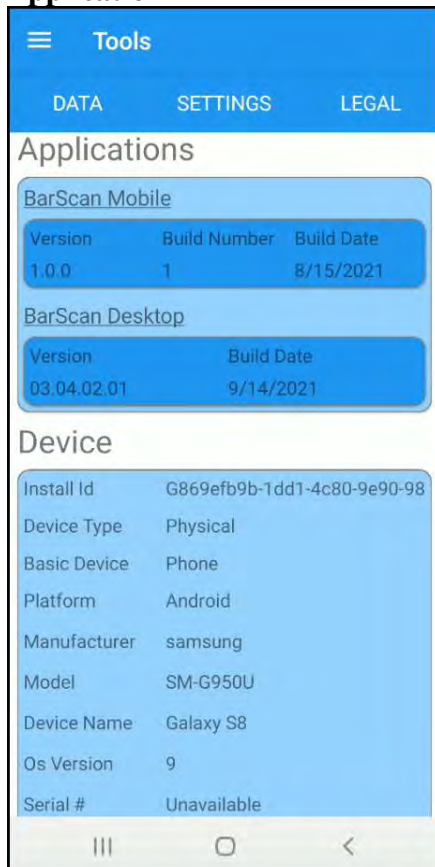 Tools
DATA SETTINGS LEGAL
Applications
BarScan Mobile
Version Build Number Build Date
1.0.0 1 8/15/2021
BarScan Desktop
Version Build Date
03.04.02.01 9/14/2021
Device
Install Id G869efb9b-1dd1-4c80-9e90-98
Device Type Physical
Basic Device Phone
Platform Android
Manufacturer samsung
Model SM-G950U
Device Name Galaxy S8
Os Version 9
Serial # Unavailable